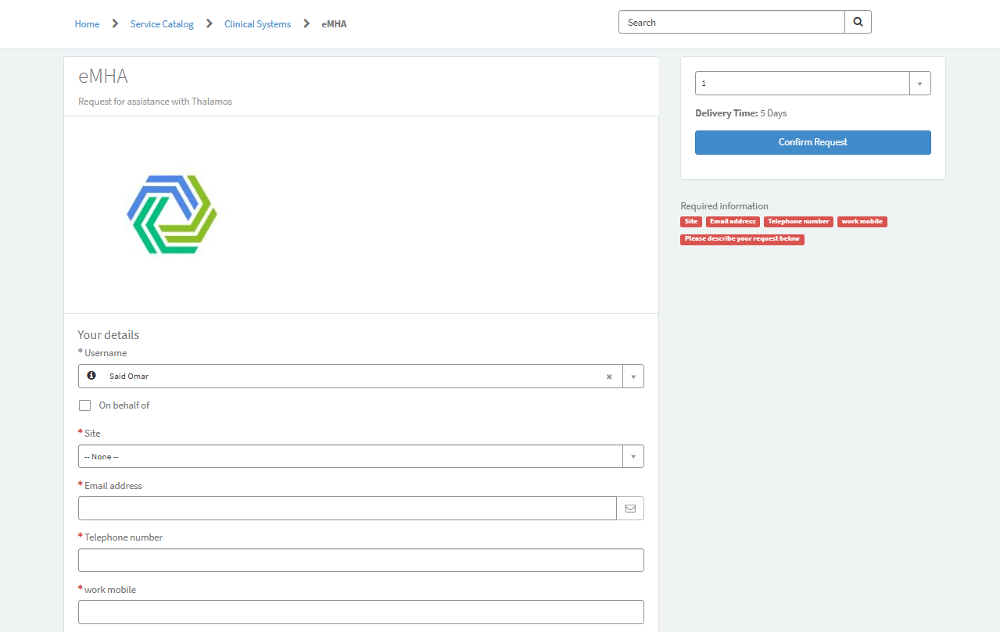 Home > Service Catalog > Clinical Systems > eMHA
Search
eMHA
Request for assistance with Thalamos
1
Delivery Time: 5 Days
Confirm Request
Required information
Site Email address Telephone number work mobile
Please describe your request below
Your details
* Username
Said Omar
On behalf of
* Site
-- None --
* Email address
* Telephone number
* work mobile